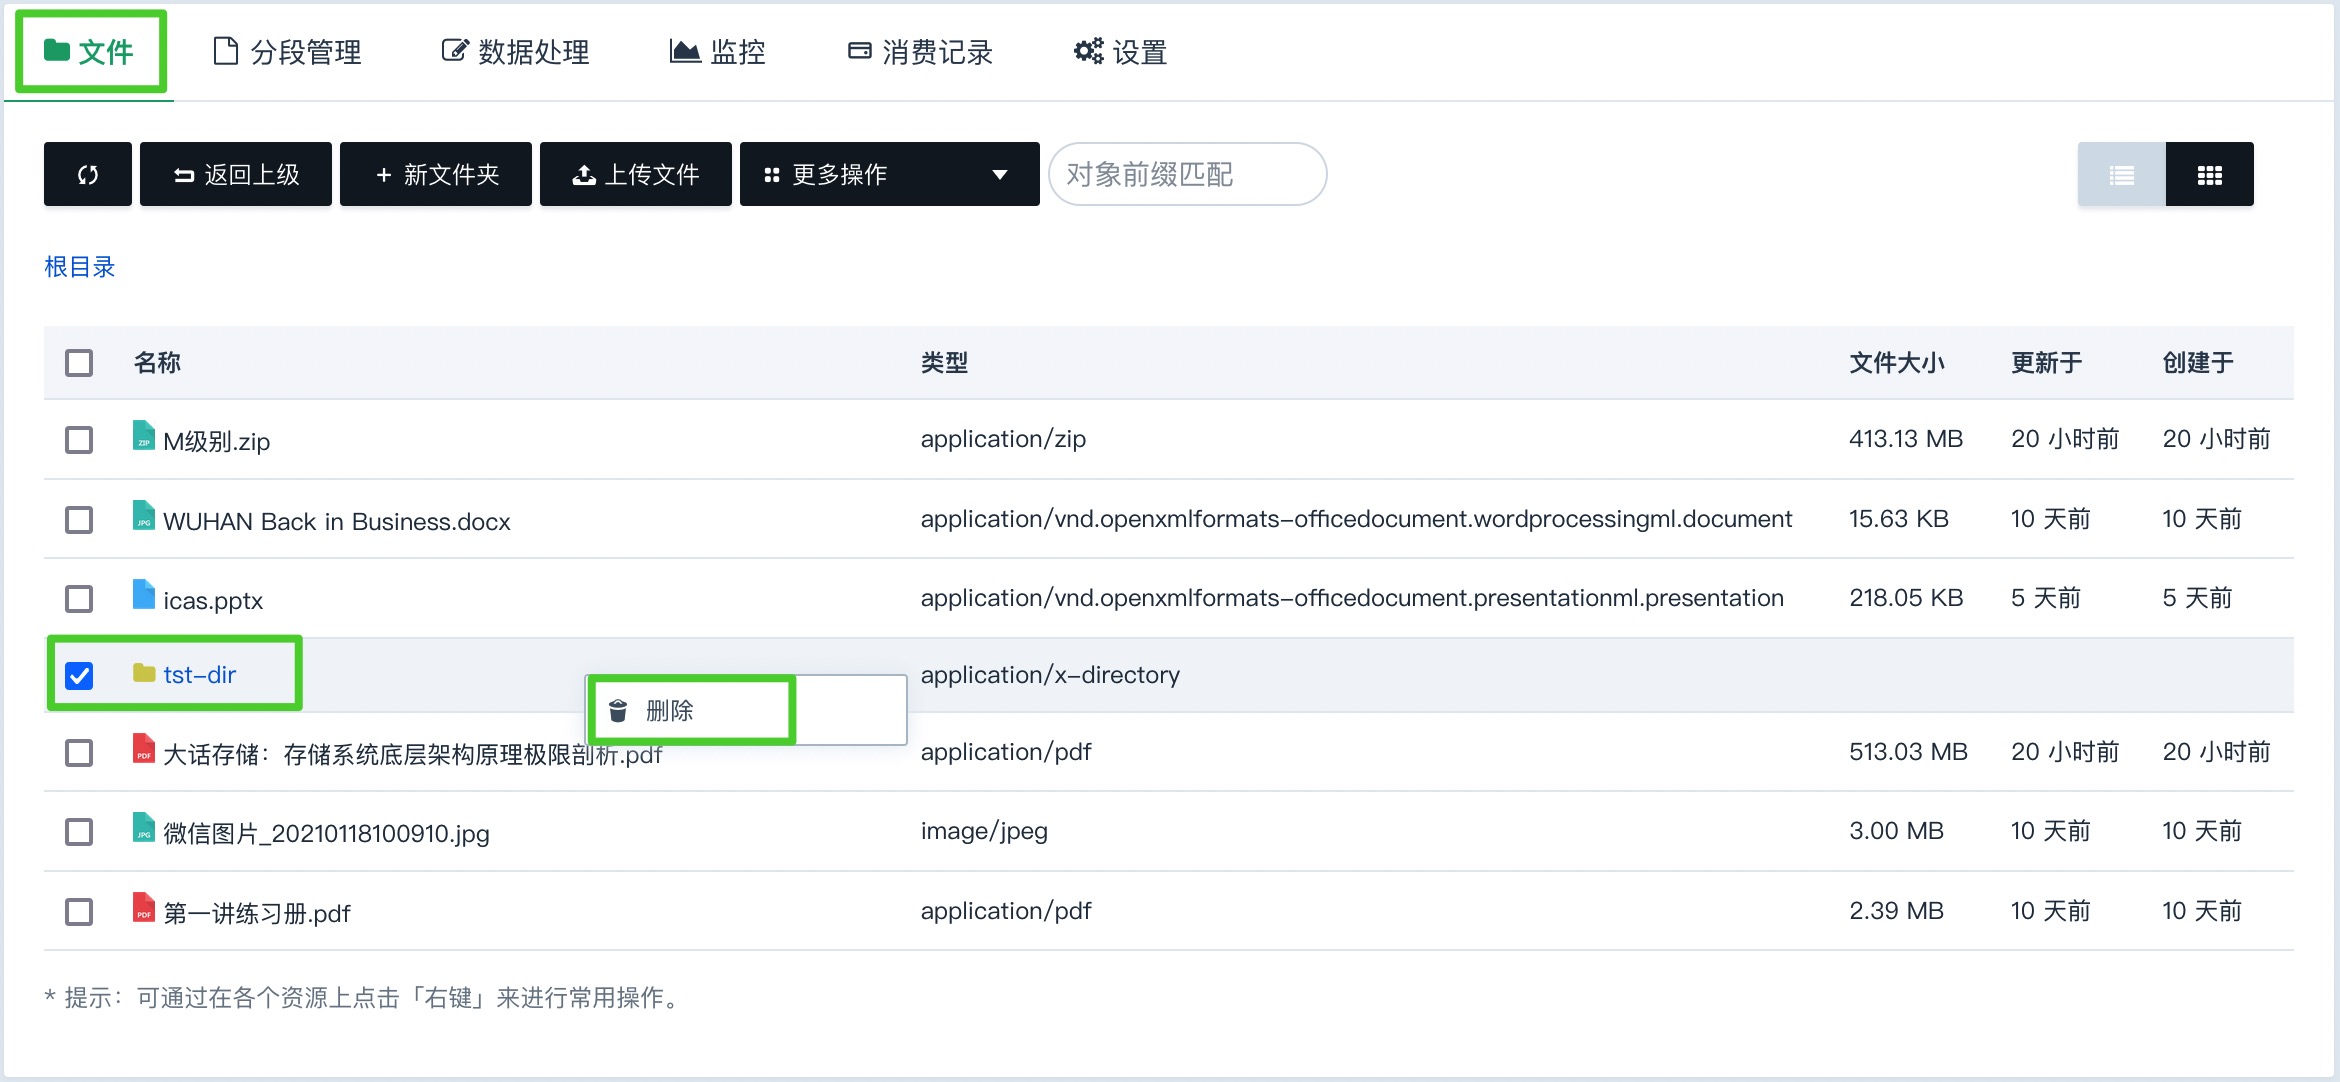 文件 分段管理 数据处理 监控 消费记录 设置
返回上级 + 新文件夹 上传文件 更多操作 对象前缀匹配
根目录
名称 类型 文件大小 更新于 创建于
ZIP M级别.zip application/zip 413.13 MB 20 小时前 20 小时前
JPG WUHAN Back in Business.docx application/vnd.openxmlformats-officedocument.wordprocessingml.document 15.63 KB 10 天前 10 天前
icas.pptx application/vnd.openxmlformats-officedocument.presentationml.presentation 218.05 KB 5 天前 5 天前
tst-dir application/x-directory
删除
PDF 大话存储：存储系统底层架构原理极限剖析.pdf application/pdf 513.03 MB 20 小时前 20 小时前
JPG 微信图片_20210118100910.jpg image/jpeg 3.00 MB 10 天前 10 天前
PDF 第一讲练习册.pdf application/pdf 2.39 MB 10 天前 10 天前
* 提示：可通过在各个资源上点击「右键」来进行常用操作。